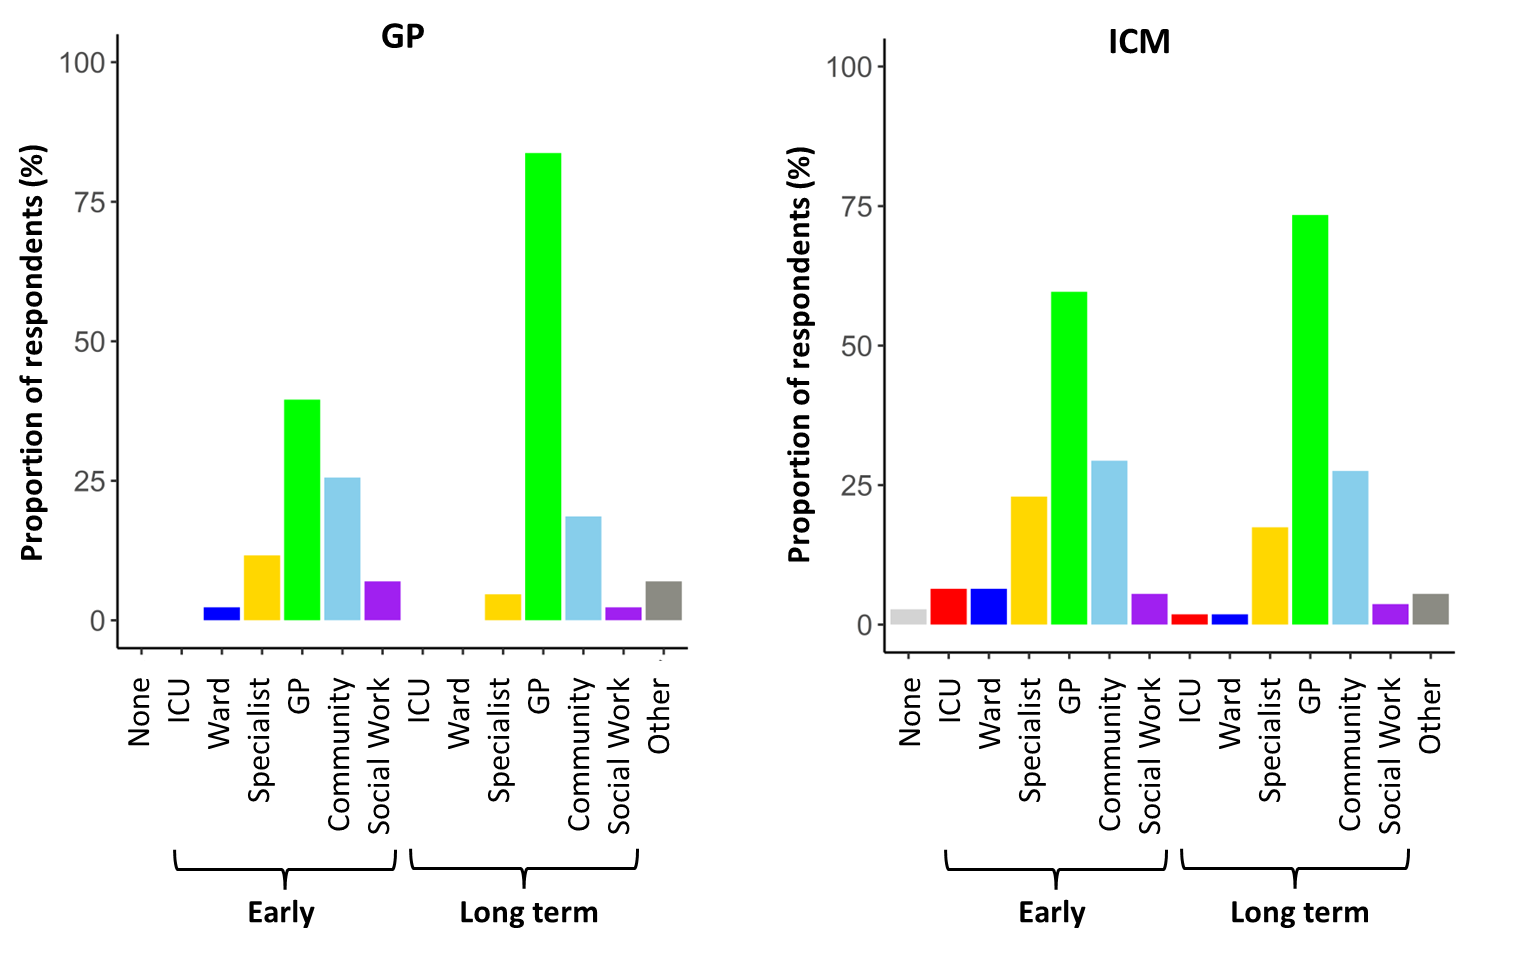 GP
Proportion of respondents (%)
100
75
50
25
0
None
ICU
Ward
Specialist
GP
Community
Social Work
ICU
Ward
Specialist
GP
Community
Social Work
Other
Early
Long term
ICM
Proportion of respondents (%)
100
75
50
25
0
None
ICU
Ward
Specialist
GP
Community
Social Work
ICU
Ward
Specialist
GP
Community
Social Work
Other
Early
Long term